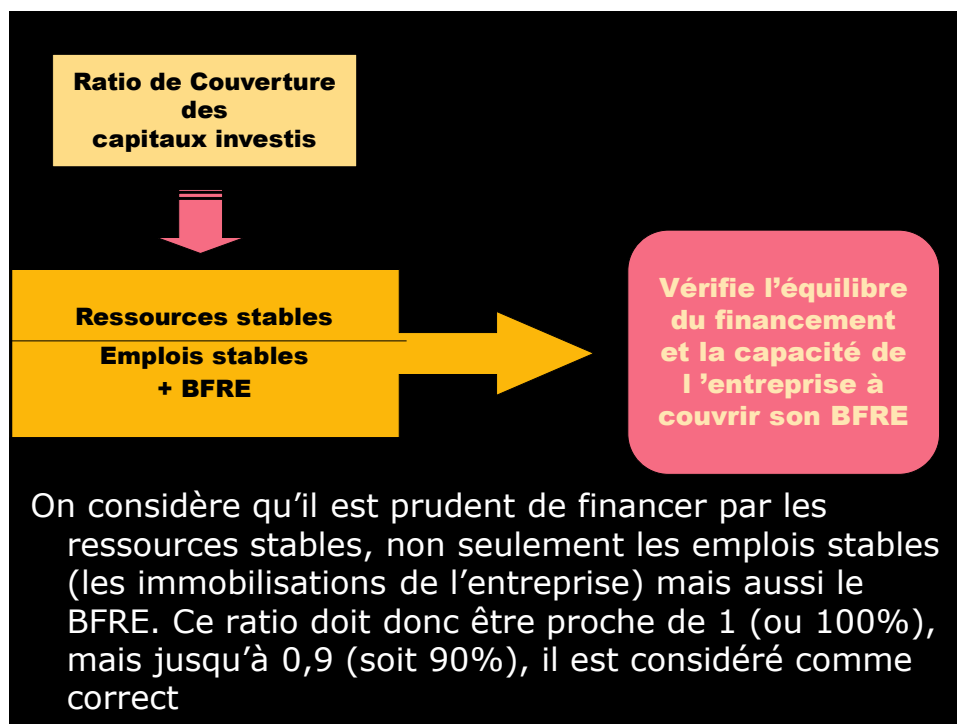 Ratio de Couverture
des
capitaux investis
Ressources stables
Emplois stables
+ BFRE
Vérifie l’équilibre
du financement
et la capacité de
l ’entreprise à
couvrir son BFRE
On considère qu’il est prudent de financer par les
ressources stables, non seulement les emplois stables
(les immobilisations de l’entreprise) mais aussi le
BFRE. Ce ratio doit donc être proche de 1 (ou 100%),
mais jusqu’à 0,9 (soit 90%), il est considéré comme
correct